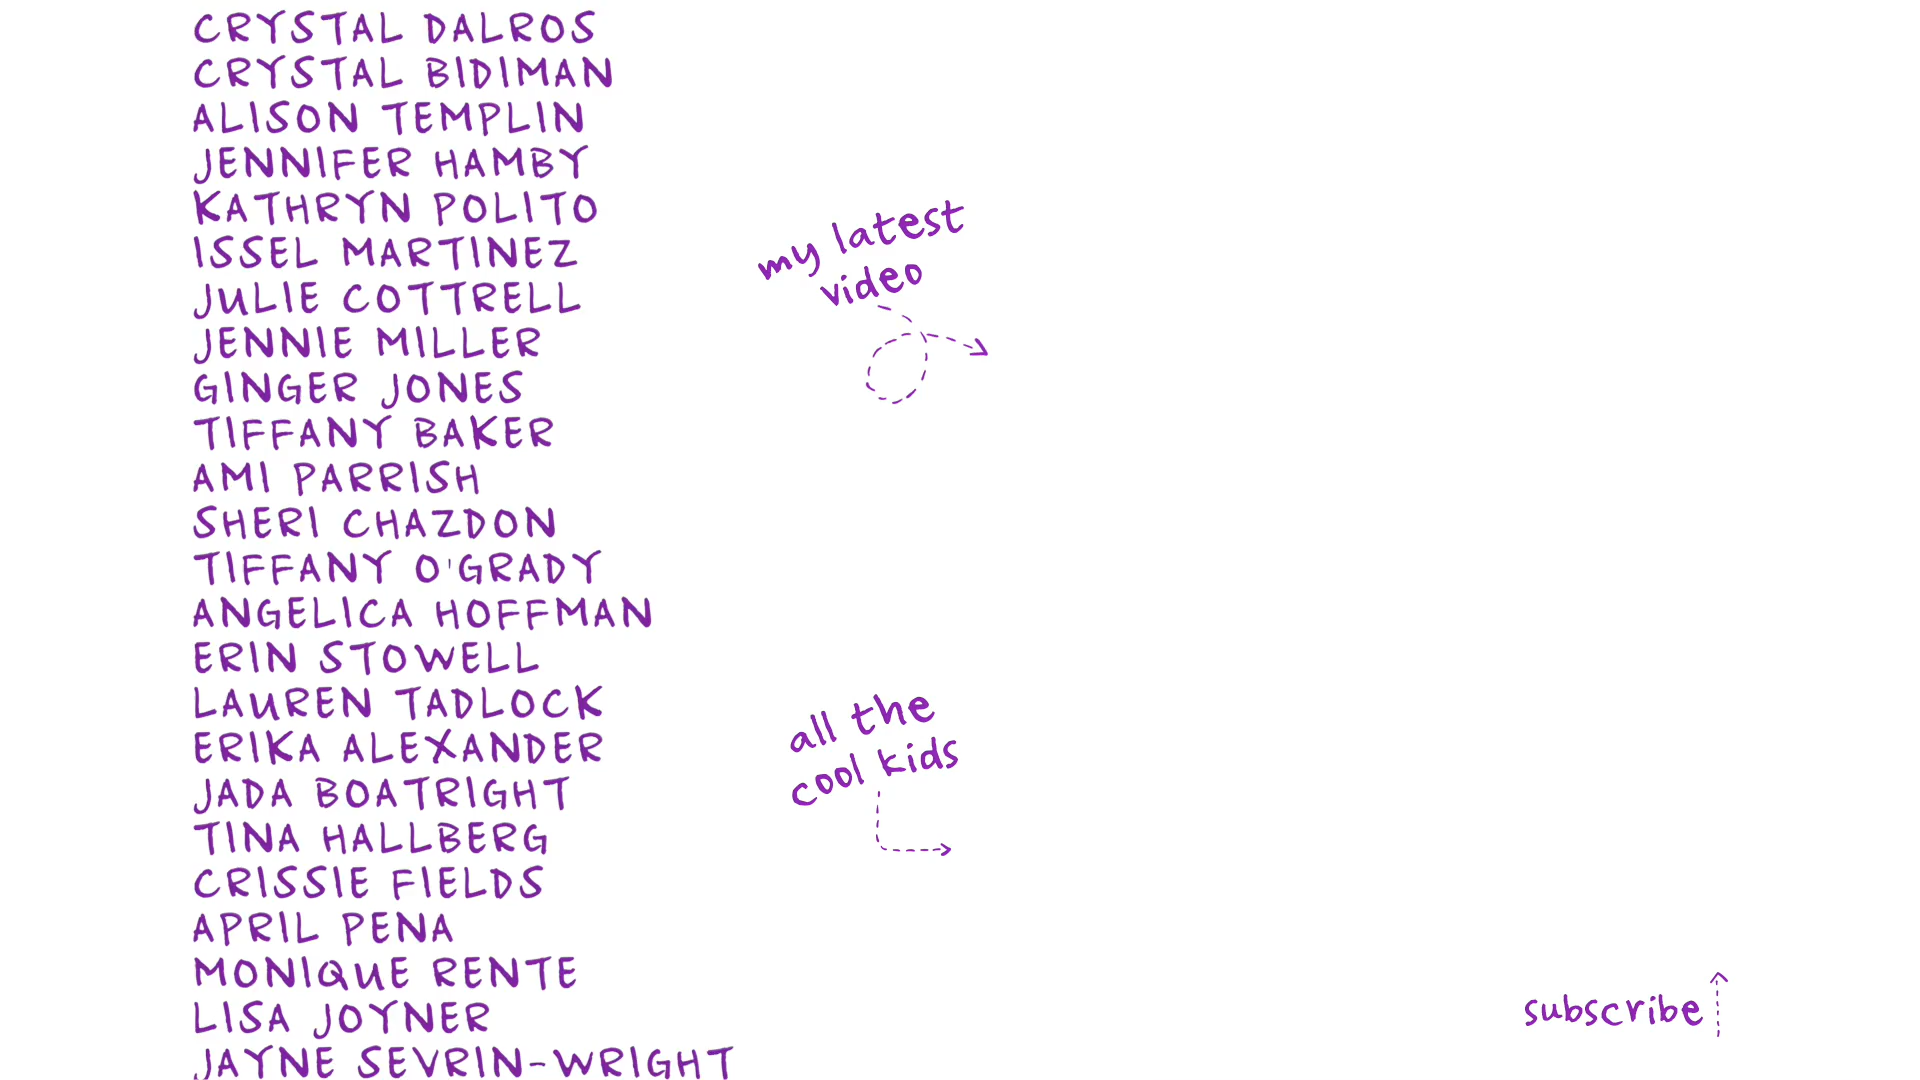 CRYSTAL DALROS
CRYSTAL BIDIMAN
ALISON TEMPLIN
JENNIFER HAMBY
KATHRYN POLITO
ISSEL MARTINEZ
JULIE COTTRELL
JENNIE MILLER
GINGER JONES
TIFFANY BAKER
AMI PARRISH
SHERI CHAZDON
TIFFANY O'GRADY
ANGELICA HOFFMAN
ERIN STOWELL
LAUREN TADLOCK
ERIKA ALEXANDER
JADA BOATRIGHT
TINA HALLBERG
CRISSIE FIELDS
APRIL PENA
MONIQUE RENTE
LISA JOYNER
JAYNE SEVRIN-WRIGHT
my latest
video
all the
cool kids
subscribe